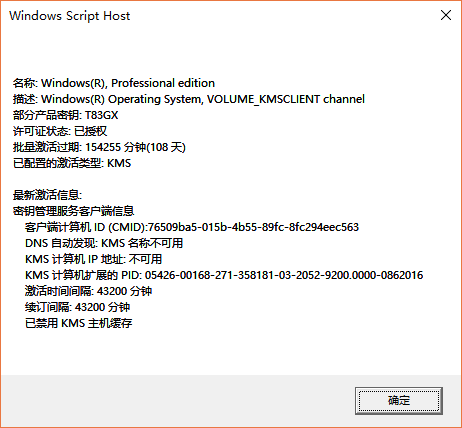 Windows Script Host
名称: Windows(R), Professional edition
描述: Windows(R) Operating System, VOLUME_KMSCLIENT channel
部分产品密钥: T83GX
许可证状态: 已授权
批量激活过期: 154255 分钟(108 天)
已配置的激活类型: KMS
最新激活信息:
密钥管理服务客户端信息
客户端计算机 ID (CMID):76509ba5-015b-4b55-89fc-8fc294eec563
DNS 自动发现: KMS 名称不可用
KMS 计算机 IP 地址: 不可用
KMS 计算机扩展的 PID: 05426-00168-271-358181-03-2052-9200.0000-0862016
激活时间间隔: 43200 分钟
续订间隔: 43200 分钟
已禁用 KMS 主机缓存
确定